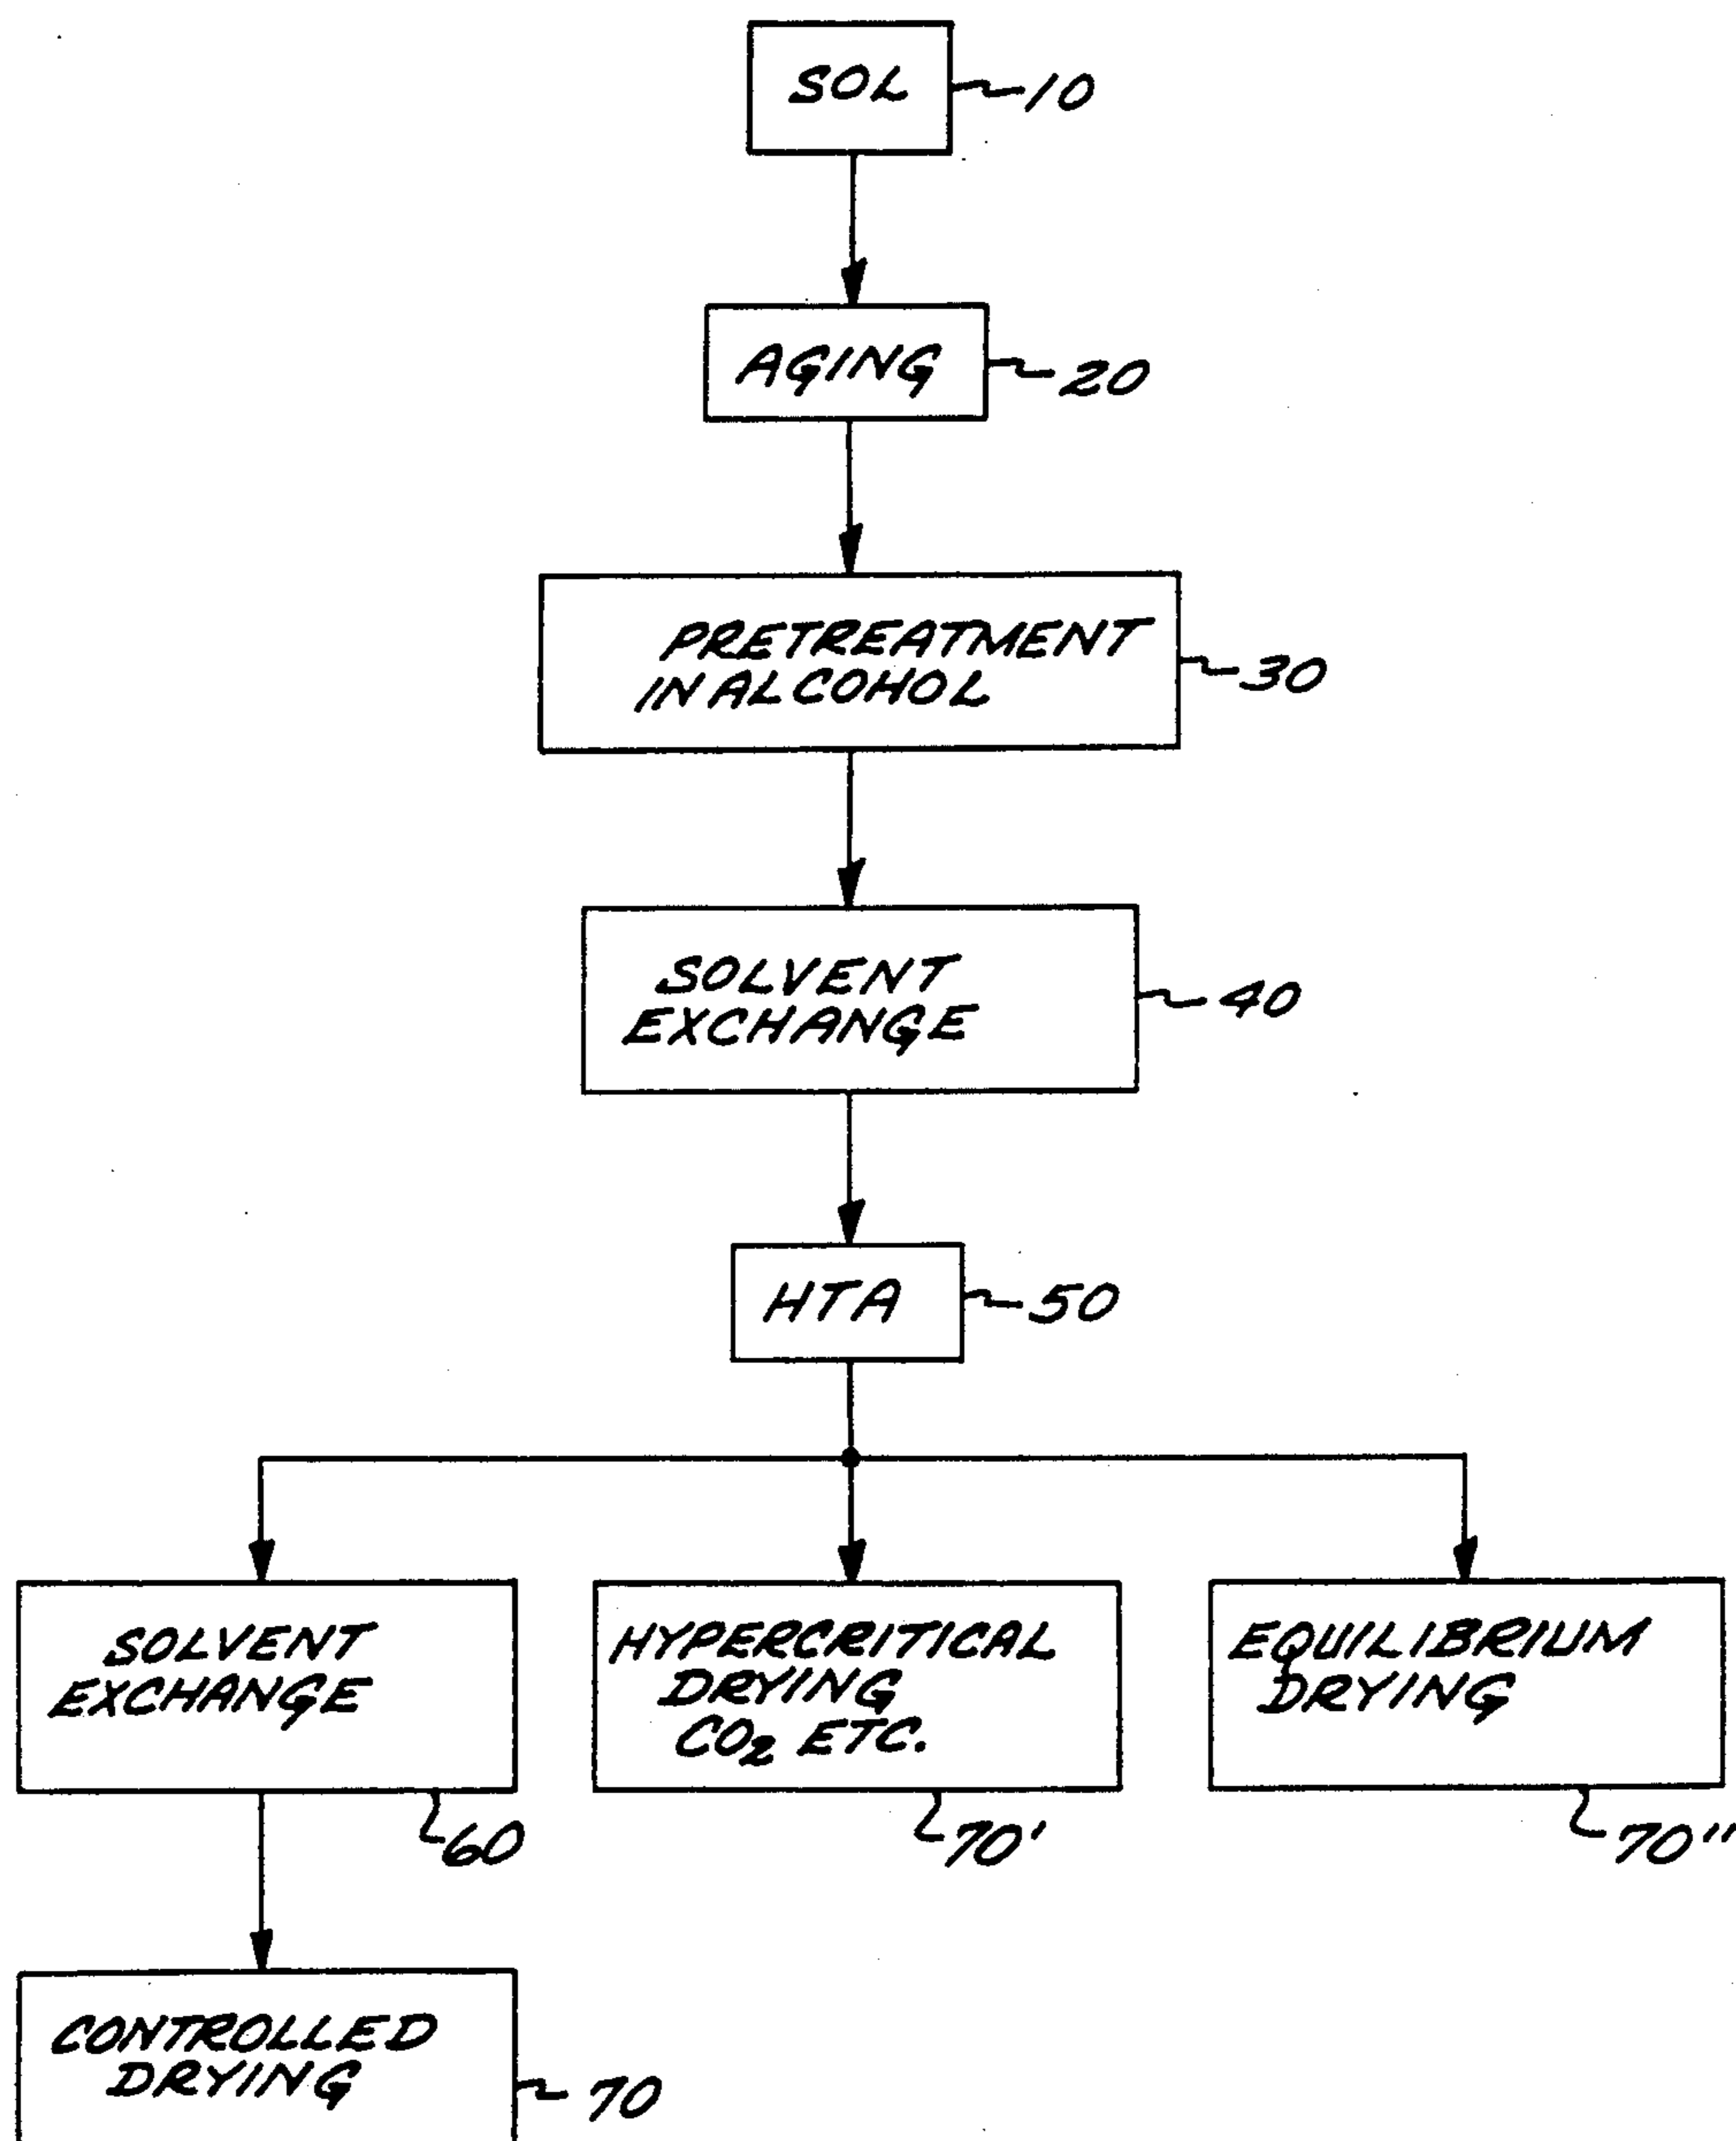 SOL
10
AGING
20
PRETREATMENT
IN ALCOHOL
30
SOLVENT
EXCHANGE
40
HTA
50
SOLVENT
EXCHANGE
60
HYPERCRITICAL
DRYING
CO₂ ETC.
70'
EQUILIBRIUM
DRYING
70"
CONTROLLED
DRYING
70